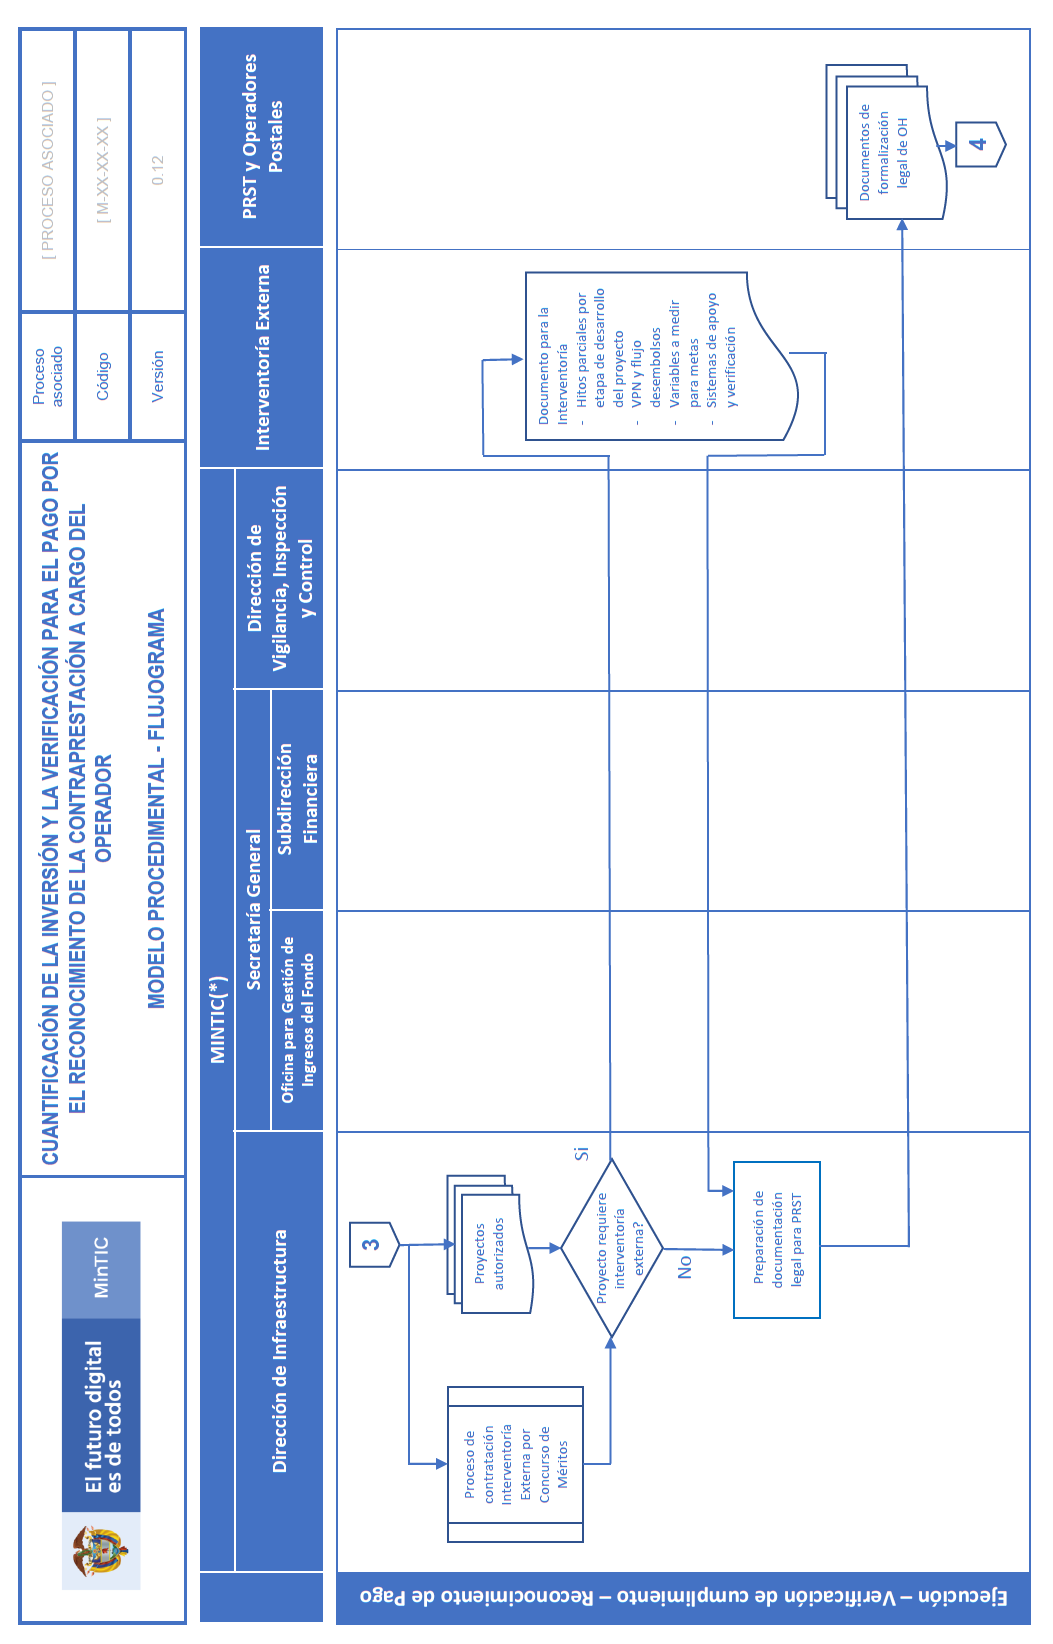 El futuro digital
es de todos
MinTIC
CUANTIFICACIÓN DE LA INVERSIÓN Y LA VERIFICACIÓN PARA EL PAGO POR
EL RECONOCIMIENTO DE LA CONTRAPRESTACIÓN A CARGO DEL
OPERADOR
MODELO PROCEDIMENTAL - FLUJOGRAMA
Proceso
asociado
[ PROCESO ASOCIADO ]
Código
[ M-XX-XX-XX ]
Versión
0.12
MINTIC(*)
Dirección de Infraestructura
Secretaría General
Oficina para Gestión de
Ingresos del Fondo
Subdirección
Financiera
Dirección de
Vigilancia, Inspección
y Control
Interventoría Externa
PRST y Operadores
Postales
Ejecución – Verificación de cumplimiento – Reconocimiento de Pago
3
Proyectos
autorizados
Proceso de
contratación
Interventoría
Externa por
Concurso de
Méritos
Proyecto requiere
interventoría
externa?
Si
No
Preparación de
documentación
legal para PRST
Documento para la
Interventoría
- Hitos parciales por
etapa de desarrollo
del proyecto
- VPN y flujo
desembolsos
- Variables a medir
para metas
- Sistemas de apoyo
y verificación
Documentos de
formalización
legal de OH
4